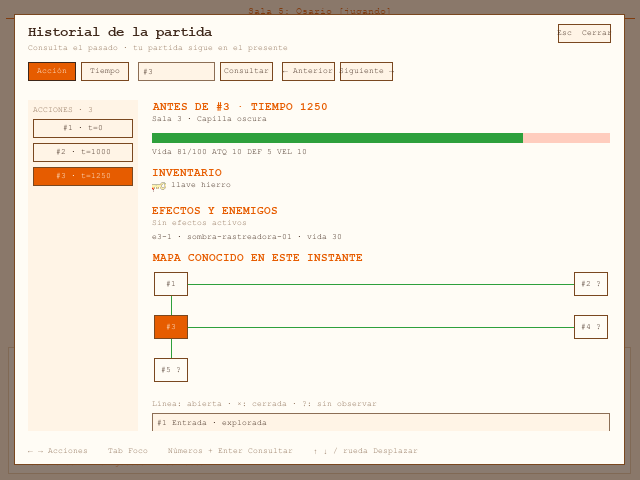 Sala 5: Osario [jugando]
Historial de la partida
Esc Cerrar
Consulta el pasado · tu partida sigue en el presente
Acción
Tiempo
#3
Consultar
← Anterior
Siguiente →
ACCIONES · 3
#1 · t=0
#2 · t=1000
#3 · t=1250
ANTES DE #3 · TIEMPO 1250
Sala 3 · Capilla oscura
Vida 81/100 ATQ 10 DEF 5 VEL 10
INVENTARIO
llave hierro
EFECTOS Y ENEMIGOS
Sin efectos activos
e3-1 · sombra-rastreadora-01 · vida 30
MAPA CONOCIDO EN ESTE INSTANTE
#1
#2 ?
#3
#4 ?
#5 ?
Línea: abierta · ×: cerrada · ?: sin observar
#1 Entrada · explorada
← → Acciones
Tab Foco
Números + Enter Consultar
↑ ↓ / rueda Desplazar